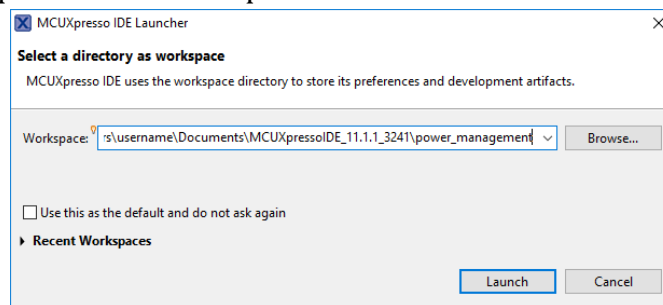 MCUXpresso IDE Launcher
Select a directory as workspace
MCUXpresso IDE uses the workspace directory to store its preferences and development artifacts.
Workspace: rs\username\Documents\MCUXpressoIDE_11.1.1_3241\power_management Browse...
Use this as the default and do not ask again
Recent Workspaces
Launch Cancel